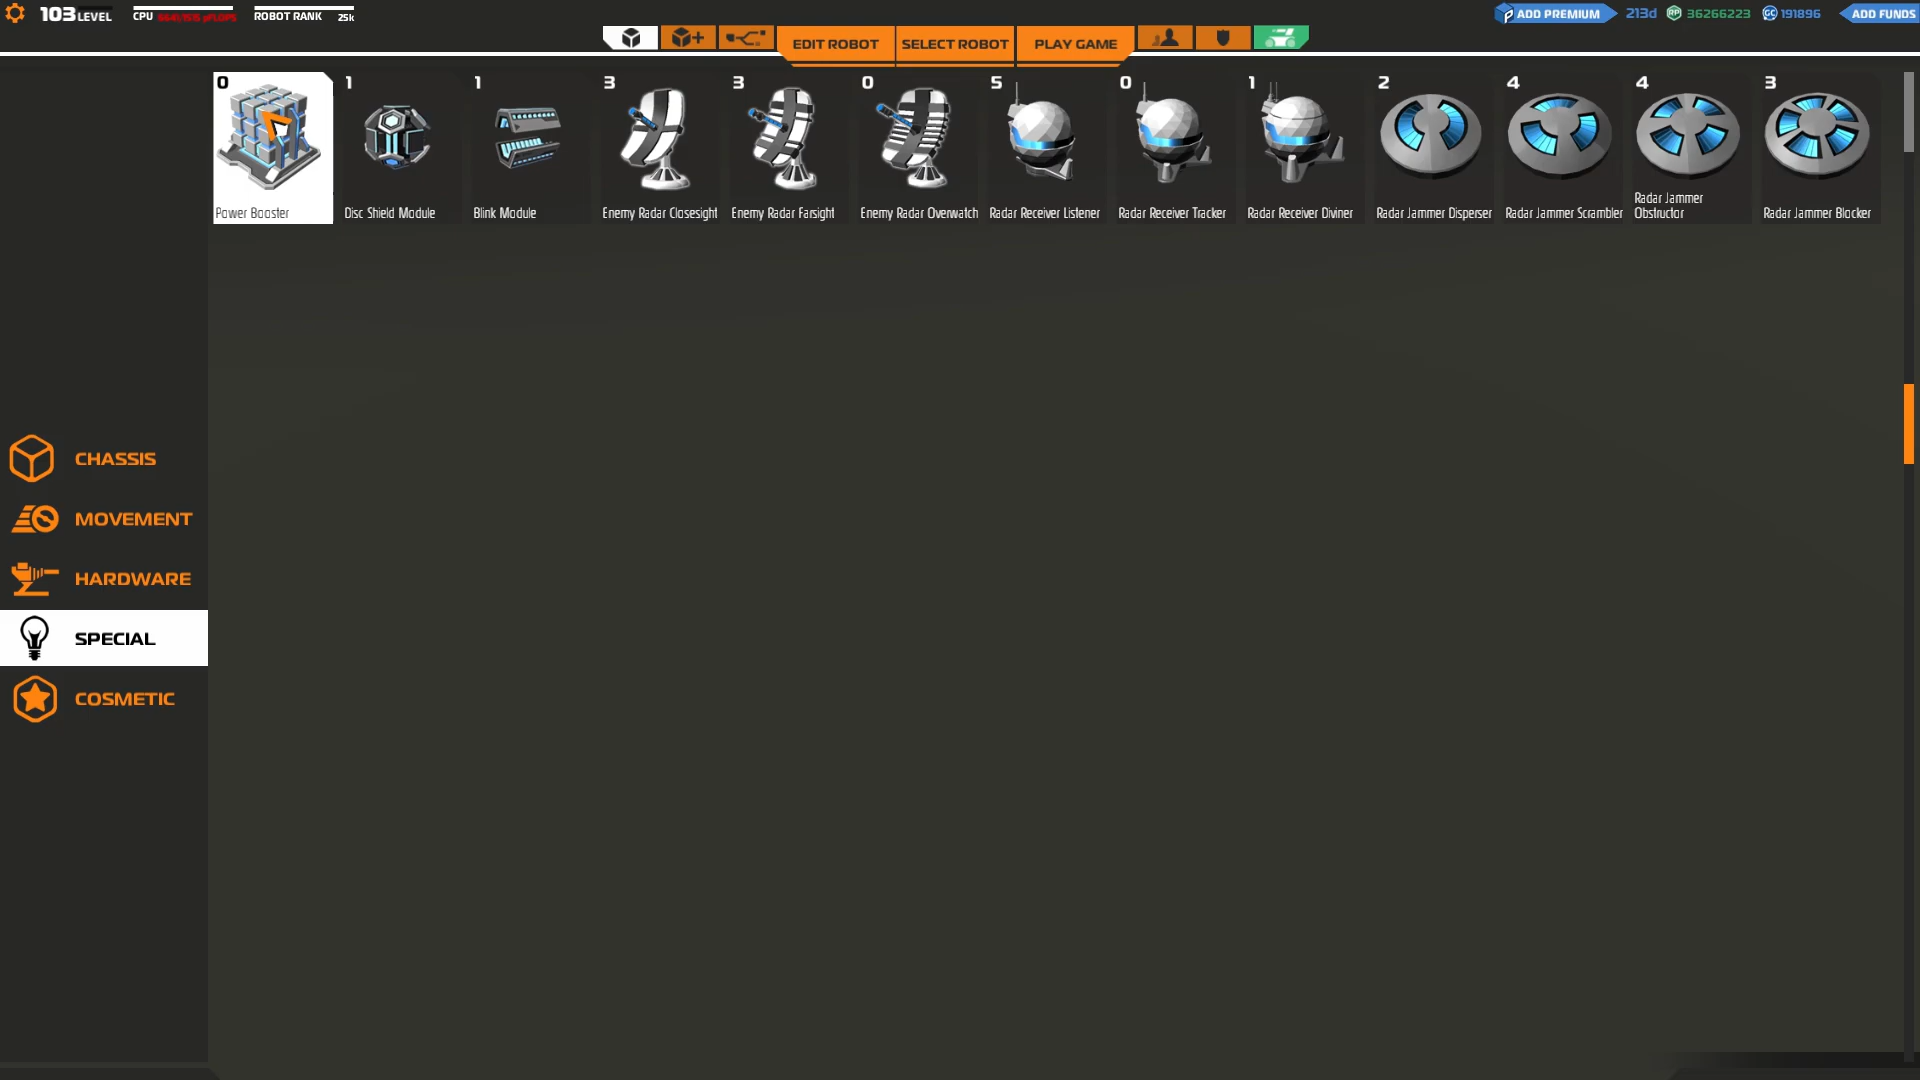 103 LEVEL CPU ROBOT RANK 25k
ADD PREMIUM 213d RP 36266223 GC 191896 ADD FUNDS
EDIT ROBOT SELECT ROBOT PLAY GAME
0 1 1 3 3 0 5 0 1 2 4 4 3
Power Booster
Disc Shield Module
Blink Module
Enemy Radar Closesight
Enemy Radar Farsight
Enemy Radar Overwatch
Radar Receiver Listener
Radar Receiver Tracker
Radar Receiver Diviner
Radar Jammer Disperser
Radar Jammer Scrambler
Radar Jammer
Obstructor
Radar Jammer Blocker
CHASSIS
MOVEMENT
HARDWARE
SPECIAL
COSMETIC